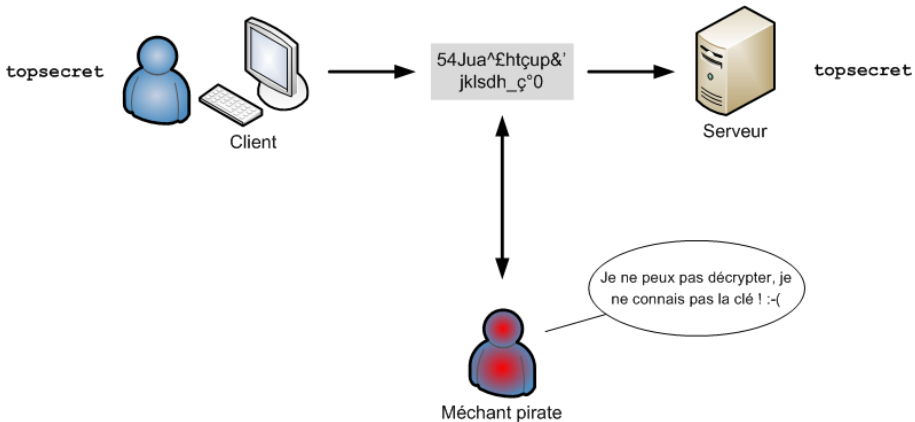 topsecret
54Jua^£htçup&'
jklsdh_ç°0
topsecret
Client
Serveur
Je ne peux pas décrypter, je
ne connais pas la clé ! :-(
Méchant pirate